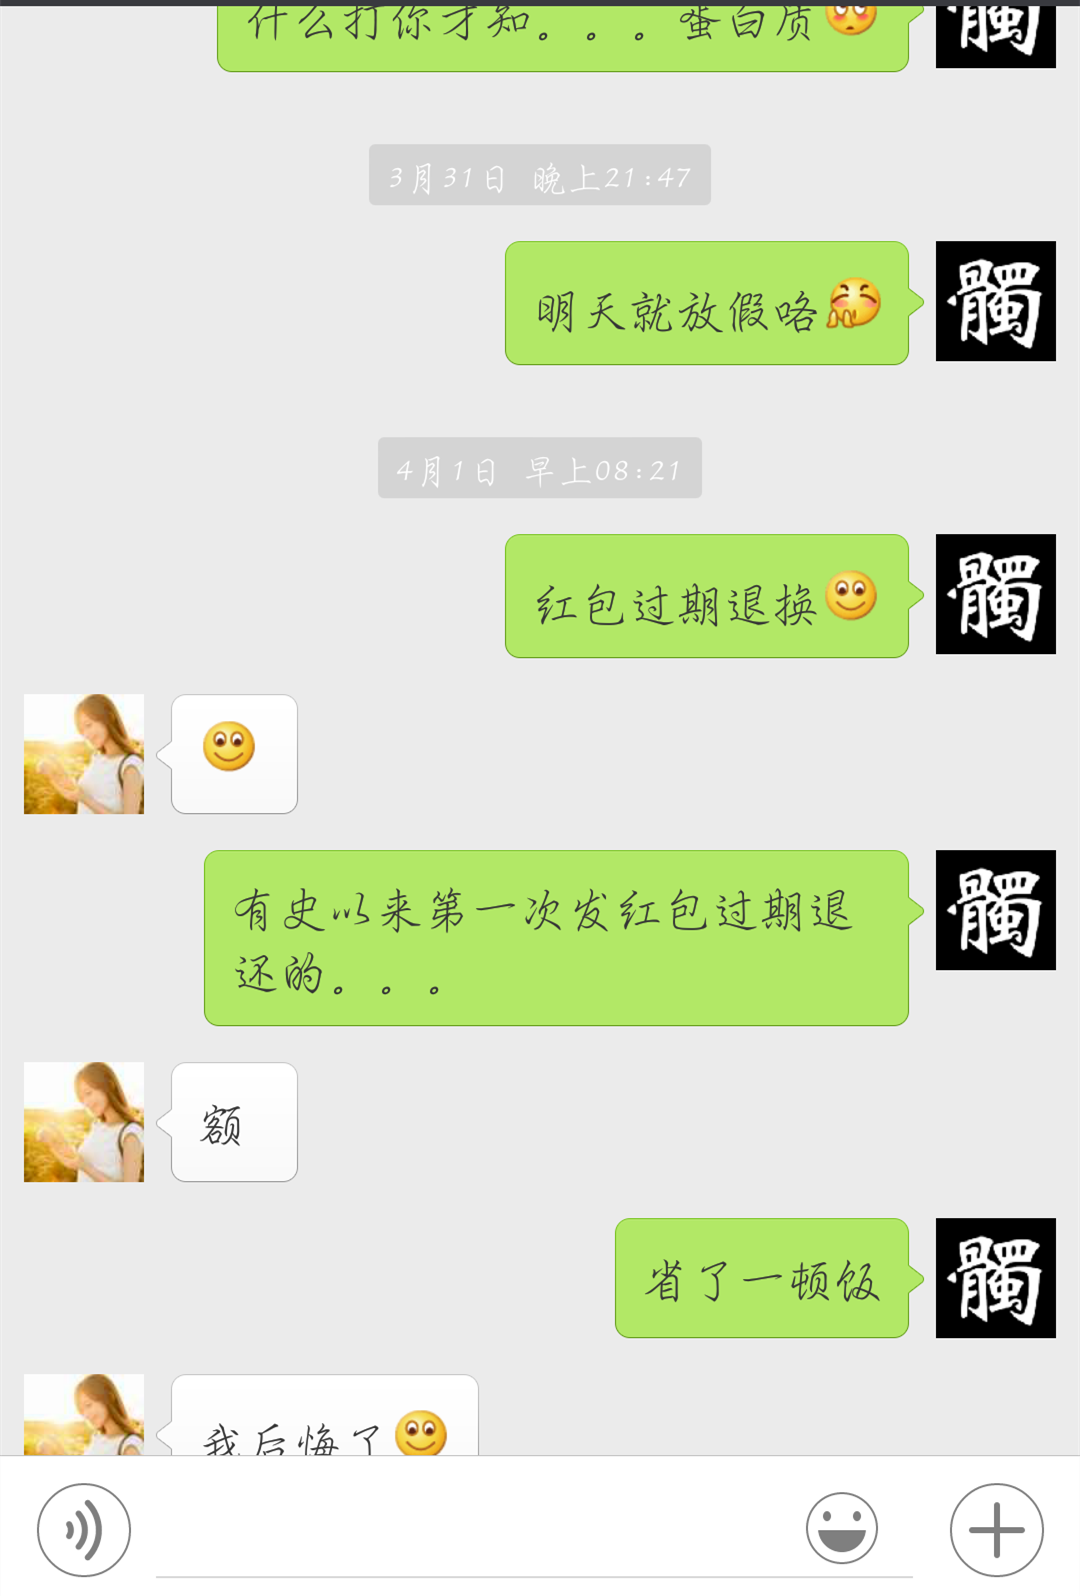 什么打你才知。。。蛋白质
髑
3月31日 晚上21:47
明天就放假咯
髑
4月1日 早上08:21
红包过期退换
髑
有史以来第一次发红包过期退
还的。。。
髑
额
省了一顿饭
髑
我后悔了